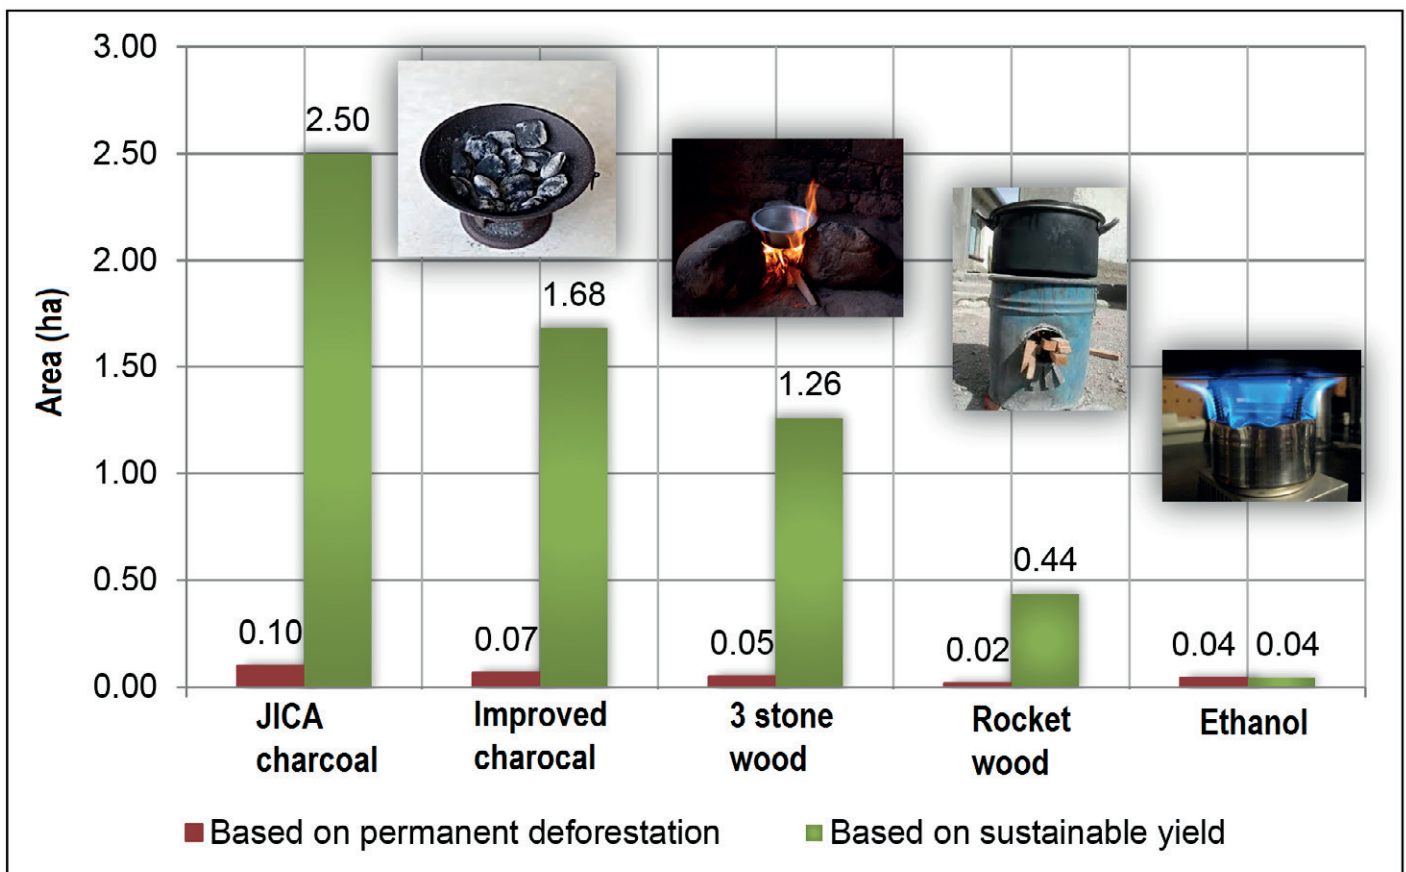 3.00
2.50
2.00
1.50
1.00
0.50
0.00
Area (ha)
2.50
1.68
1.26
0.44
0.10
0.07
0.05
0.02
0.04 0.04
JICA
charcoal
Improved
charocal
3 stone
wood
Rocket
wood
Ethanol
Based on permanent deforestation
Based on sustainable yield